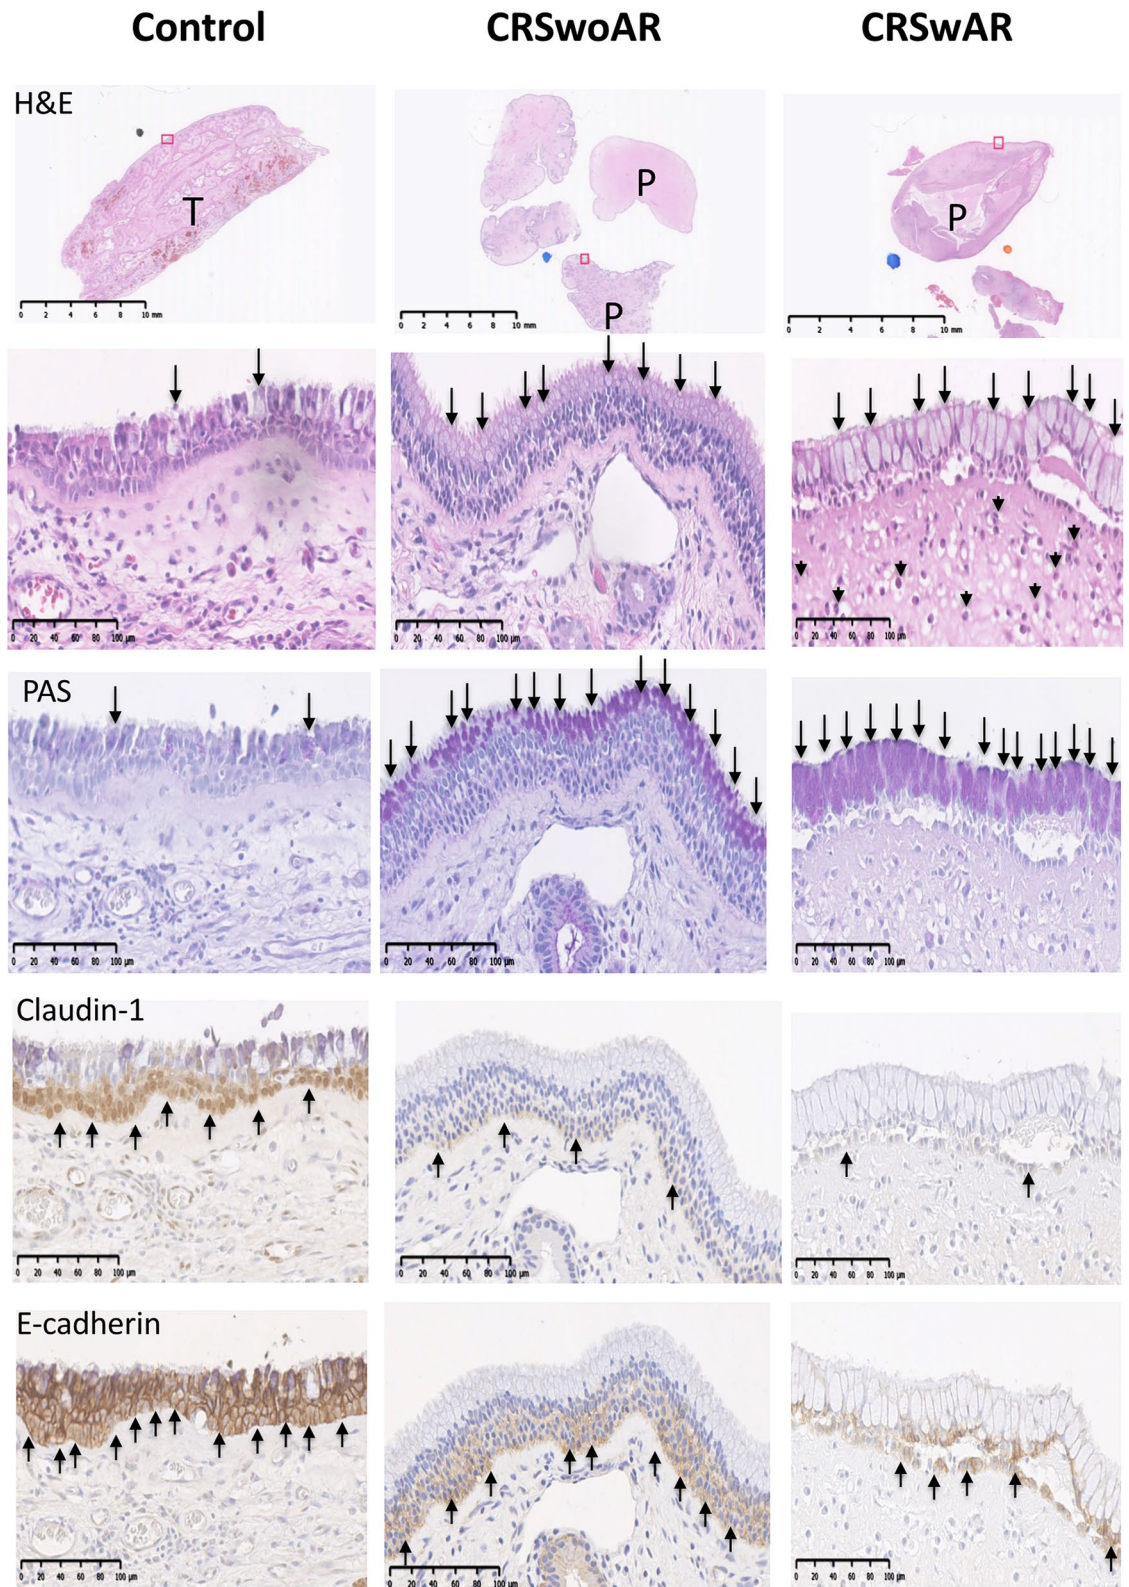 Control CRSwoAR CRSwAR
H&E
T P P P
0 2 4 6 8 10 mm 0 2 4 6 8 10 mm 0 2 4 6 8 10 mm
0 20 40 60 80 100 µm 0 20 40 60 80 100 µm 0 20 40 60 80 100 µm
PAS
0 20 40 60 80 100 µm 0 20 40 60 80 100 µm 0 20 40 60 80 100 µm
Claudin-1
0 20 40 60 80 100 µm 0 20 40 60 80 100 µm 0 20 40 60 80 100 µm
E-cadherin
0 20 40 60 80 100 µm 0 20 40 60 80 100 µm 0 20 40 60 80 100 µm